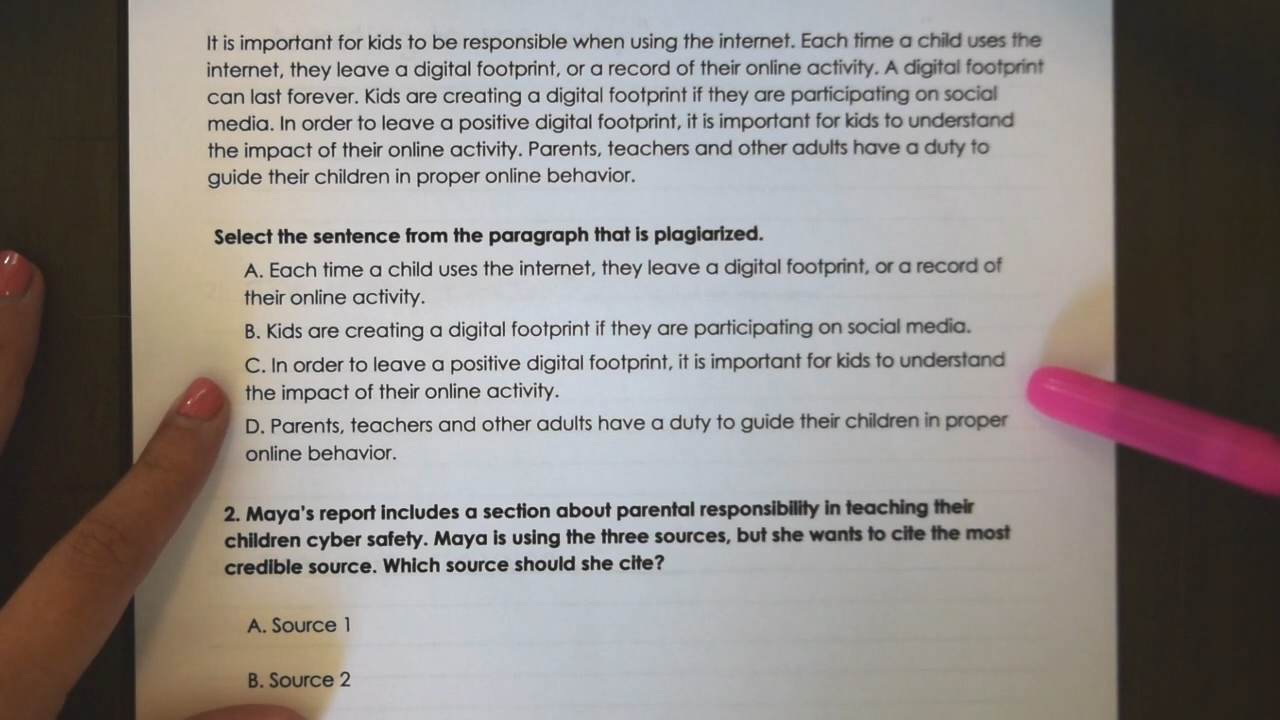 It is important for kids to be responsible when using the internet. Each time a child uses the
internet, they leave a digital footprint, or a record of their online activity. A digital footprint
can last forever. Kids are creating a digital footprint if they are participating on social
media. In order to leave a positive digital footprint, it is important for kids to understand
the impact of their online activity. Parents, teachers and other adults have a duty to
guide their children in proper online behavior.
Select the sentence from the paragraph that is plagiarized.
A. Each time a child uses the internet, they leave a digital footprint, or a record of
their online activity.
B. Kids are creating a digital footprint if they are participating on social media.
C. In order to leave a positive digital footprint, it is important for kids to understand
the impact of their online activity.
D. Parents, teachers and other adults have a duty to guide their children in proper
online behavior.
2. Maya's report includes a section about parental responsibility in teaching their
children cyber safety. Maya is using the three sources, but she wants to cite the most
credible source. Which source should she cite?
A. Source 1
B. Source 2